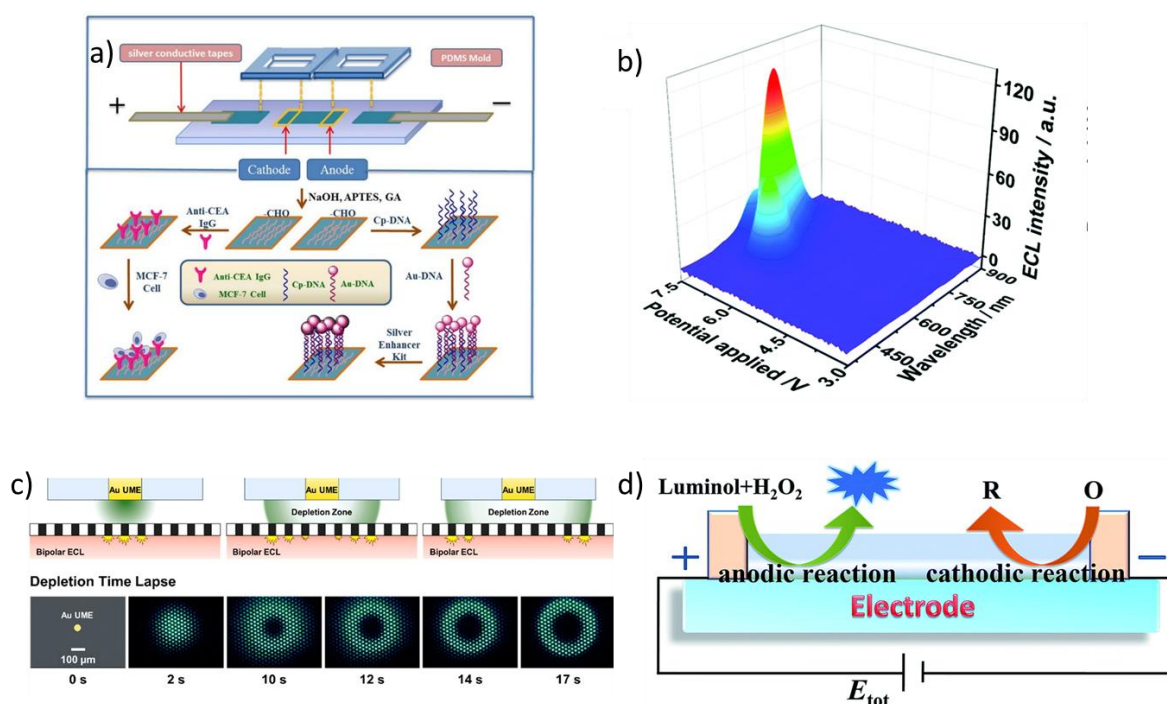 a)
silver conductive tapes
PDMS Mold
+
−
Cathode
Anode
NaOH, APTES, GA
Anti-CEA
IgG
-CHO
-CHO
Cp-DNA
MCF-7
Cell
Anti-CEA IgG
MCF-7 Cell
Cp-DNA
Au-DNA
Au-DNA
Silver
Enhancer
Kit
b)
120
90
60
30
0
ECL intensity / a.u.
7.5
6.0
4.5
3.0
Potential applied /V
450
600
750
900
Wavelength / nm
c)
Au UME
Au UME
Au UME
Depletion Zone
Depletion Zone
Bipolar ECL
Bipolar ECL
Bipolar ECL
Depletion Time Lapse
Au UME
100 µm
0 s
2 s
10 s
12 s
14 s
17 s
d)
Luminol+H₂O₂
R
O
+
−
anodic reaction
cathodic reaction
Electrode
Eₜₒₜ